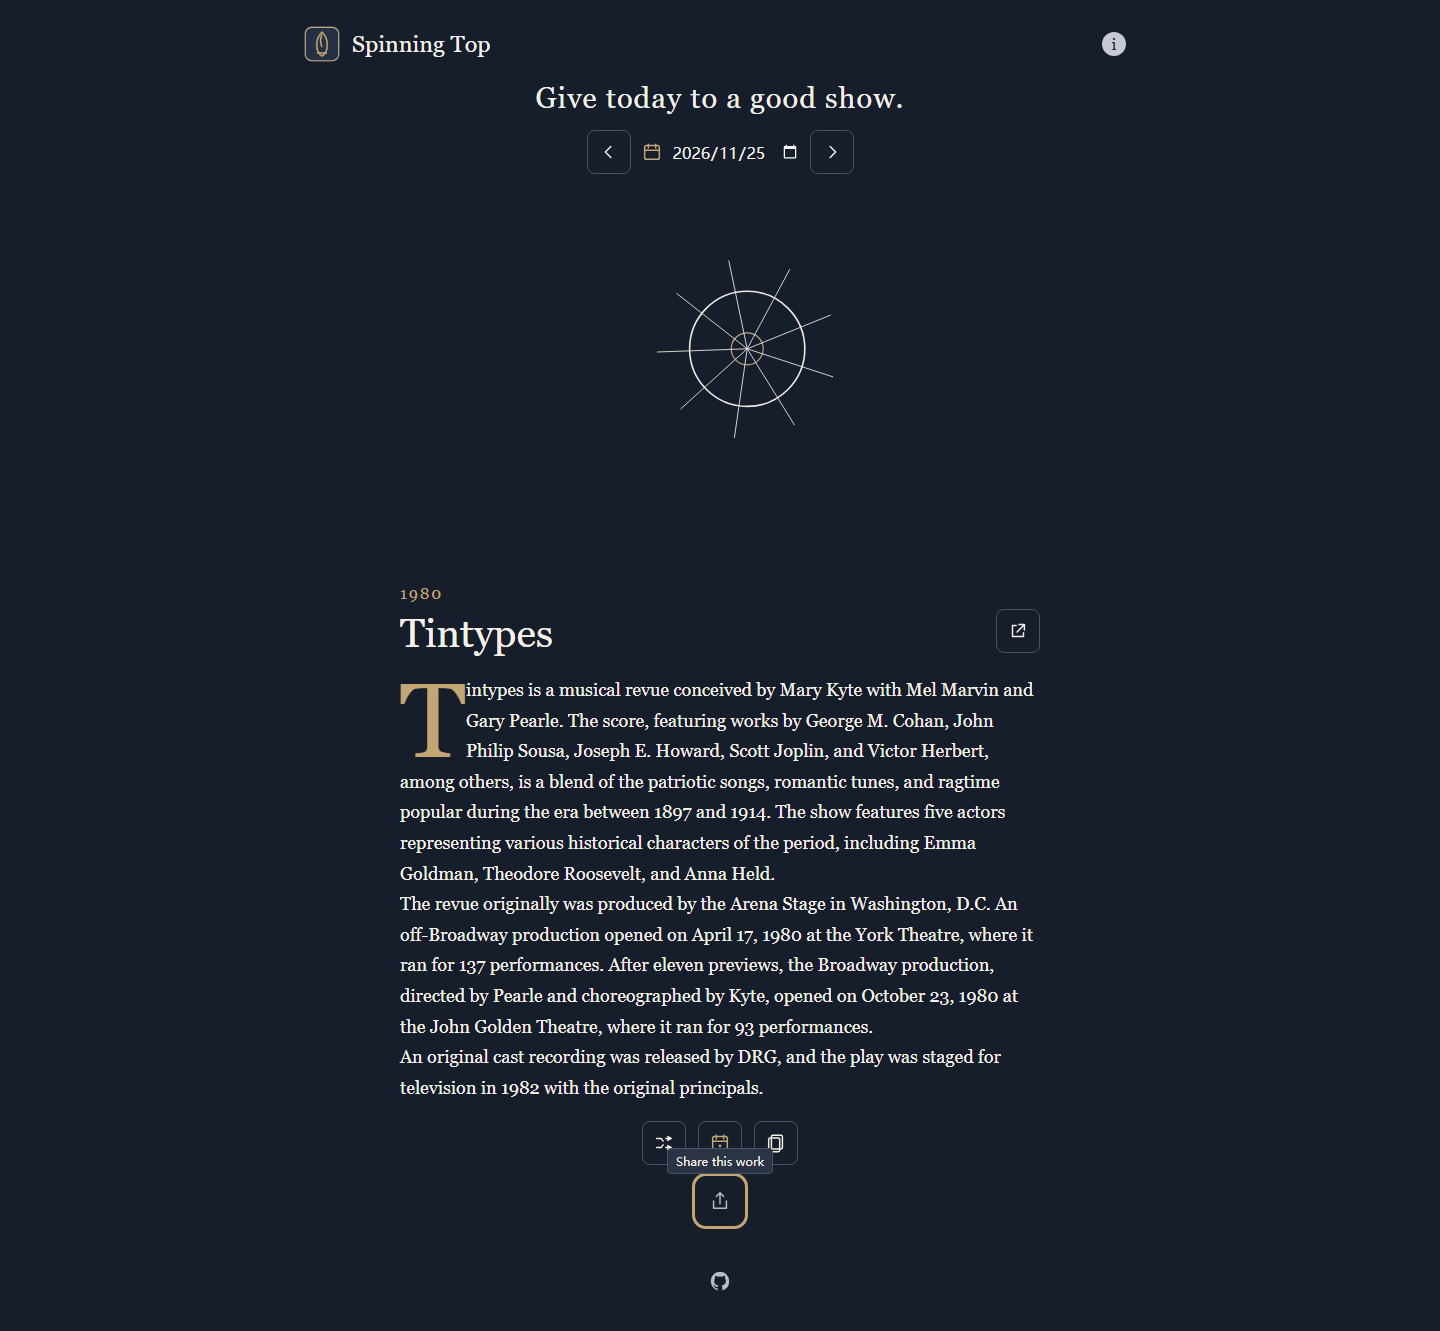 Spinning Top
i
Give today to a good show.
2026/11/25
1980
Tintypes
Tintypes is a musical revue conceived by Mary Kyte with Mel Marvin and
Gary Pearle. The score, featuring works by George M. Cohan, John
Philip Sousa, Joseph E. Howard, Scott Joplin, and Victor Herbert,
among others, is a blend of the patriotic songs, romantic tunes, and ragtime
popular during the era between 1897 and 1914. The show features five actors
representing various historical characters of the period, including Emma
Goldman, Theodore Roosevelt, and Anna Held.
The revue originally was produced by the Arena Stage in Washington, D.C. An
off-Broadway production opened on April 17, 1980 at the York Theatre, where it
ran for 137 performances. After eleven previews, the Broadway production,
directed by Pearle and choreographed by Kyte, opened on October 23, 1980 at
the John Golden Theatre, where it ran for 93 performances.
An original cast recording was released by DRG, and the play was staged for
television in 1982 with the original principals.
Share this work